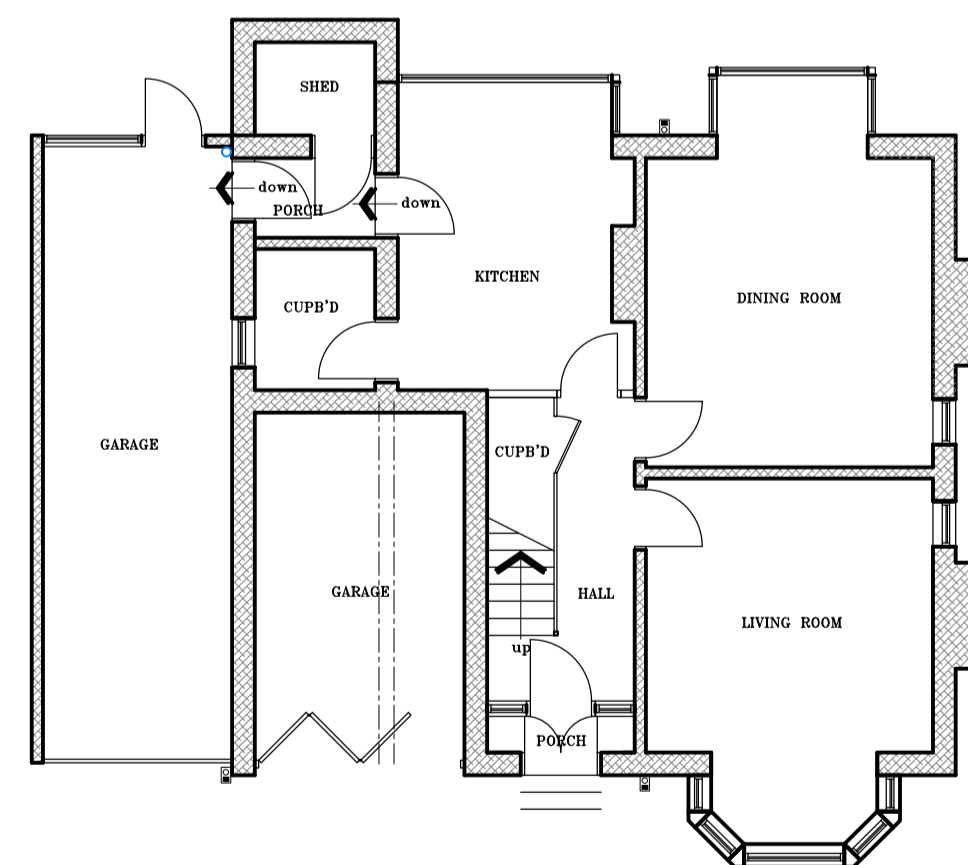 SHED
down
PORCH
down
KITCHEN
CUPB'D
DINING ROOM
GARAGE
CUPB'D
GARAGE
HALL
LIVING ROOM
up
PORCH